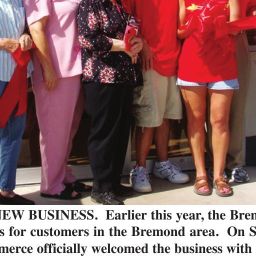 NEW BUSINESS. Earlier this year, the Brem
s for customers in the Bremond area. On S
merce officially welcomed the business with